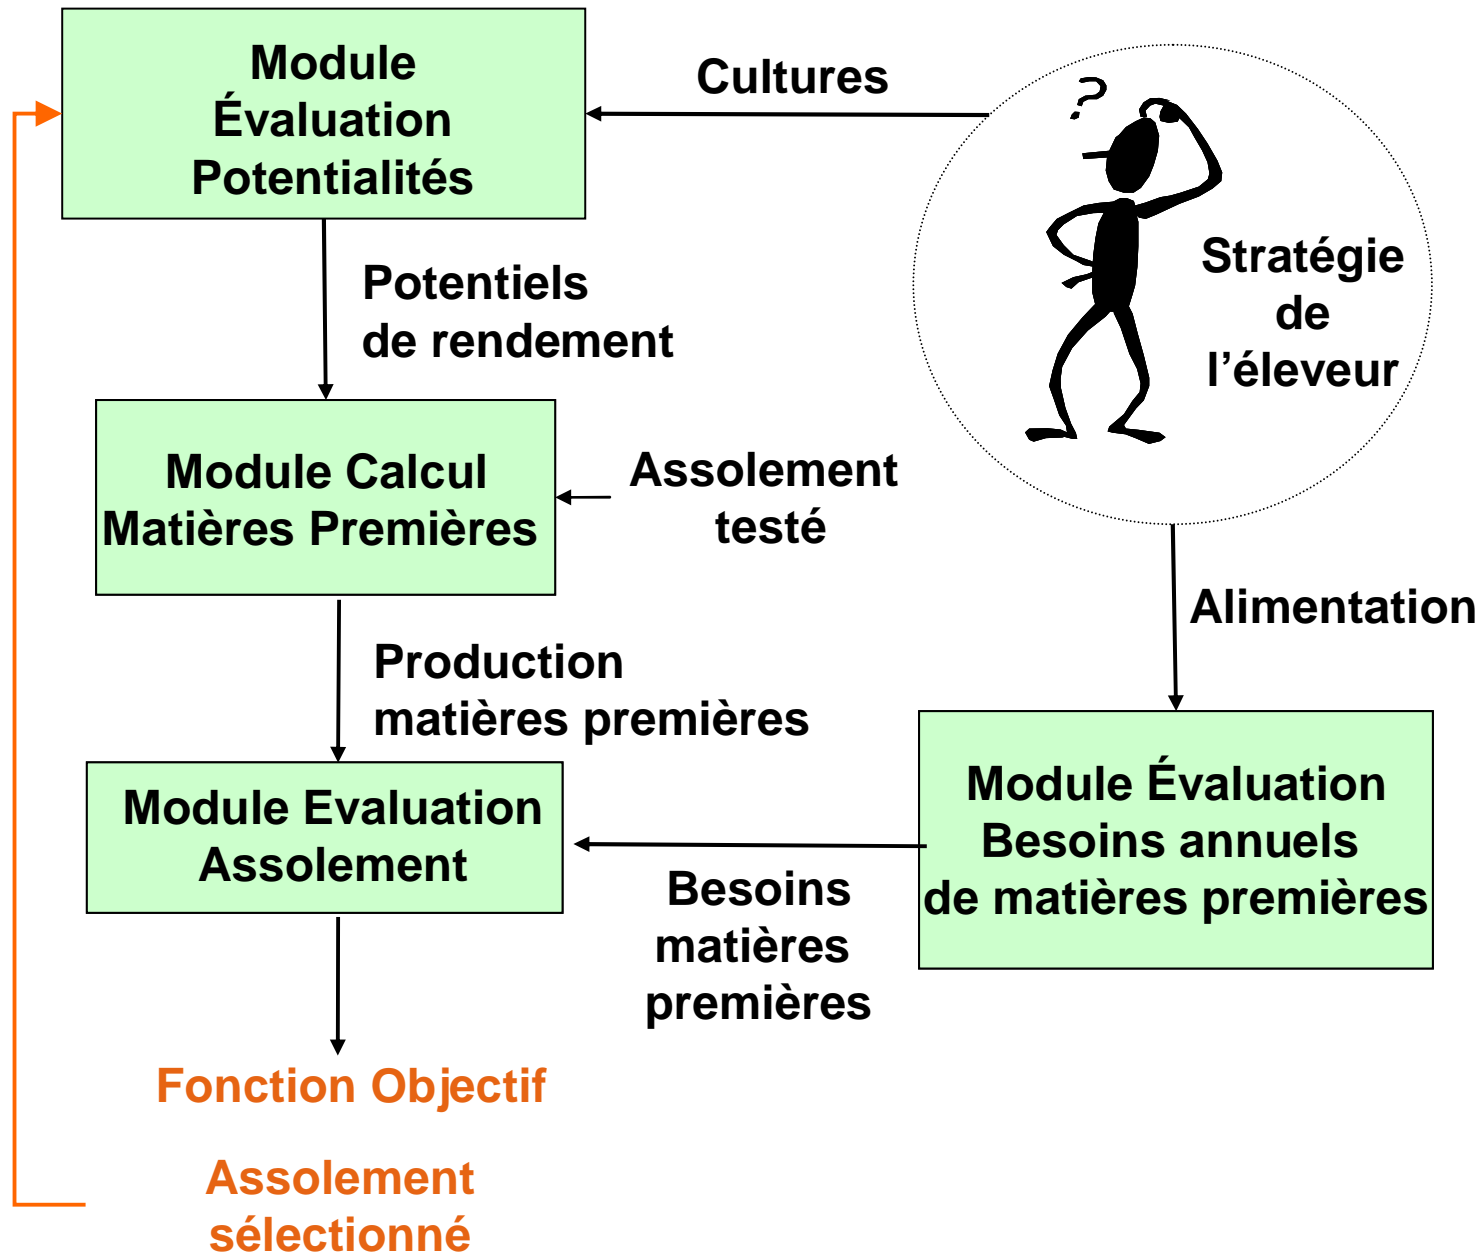 Module
Évaluation
Potentialités
Cultures
?
Stratégie
de
l’éleveur
Potentiels
de rendement
Module Calcul
Matières Premières
Assolement
testé
Alimentation
Production
matières premières
Module Evaluation
Assolement
Module Évaluation
Besoins annuels
de matières premières
Besoins
matières
premières
Fonction Objectif
Assolement
sélectionné